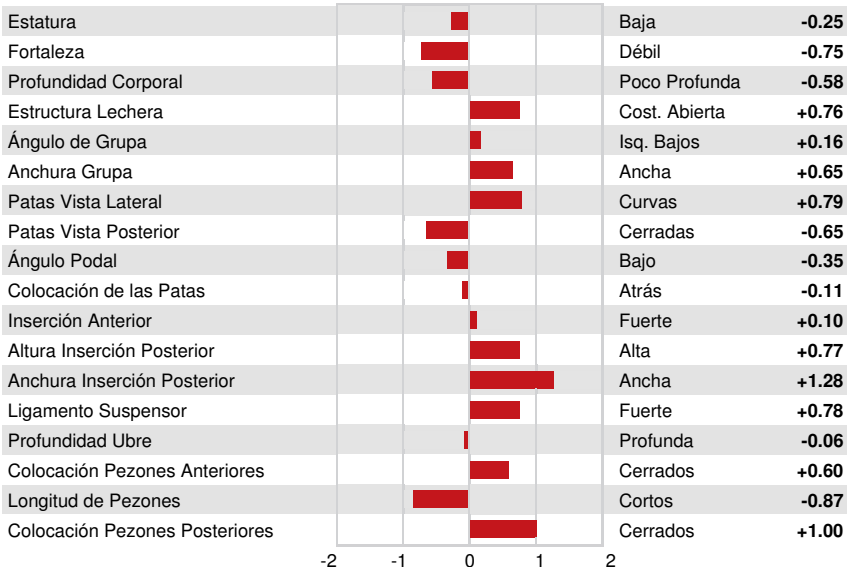 Estatura Baja -0.25
Fortaleza Débil -0.75
Profundidad Corporal Poco Profunda -0.58
Estructura Lechera Cost. Abierta +0.76
Ángulo de Grupa Isq. Bajos +0.16
Anchura Grupa Ancha +0.65
Patas Vista Lateral Curvas +0.79
Patas Vista Posterior Cerradas -0.65
Ángulo Podal Bajo -0.35
Colocación de las Patas Atrás -0.11
Inserción Anterior Fuerte +0.10
Altura Inserción Posterior Alta +0.77
Anchura Inserción Posterior Ancha +1.28
Ligamento Suspensor Fuerte +0.78
Profundidad Ubre Profunda -0.06
Colocación Pezones Anteriores Cerrados +0.60
Longitud de Pezones Cortos -0.87
Colocación Pezones Posteriores Cerrados +1.00
-2 -1 0 1 2